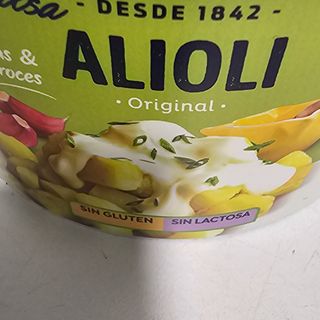 - DESDE 1842 -
& 
ALIOLI
· Original ·
SIN GLUTEN
SIN LACTOSA